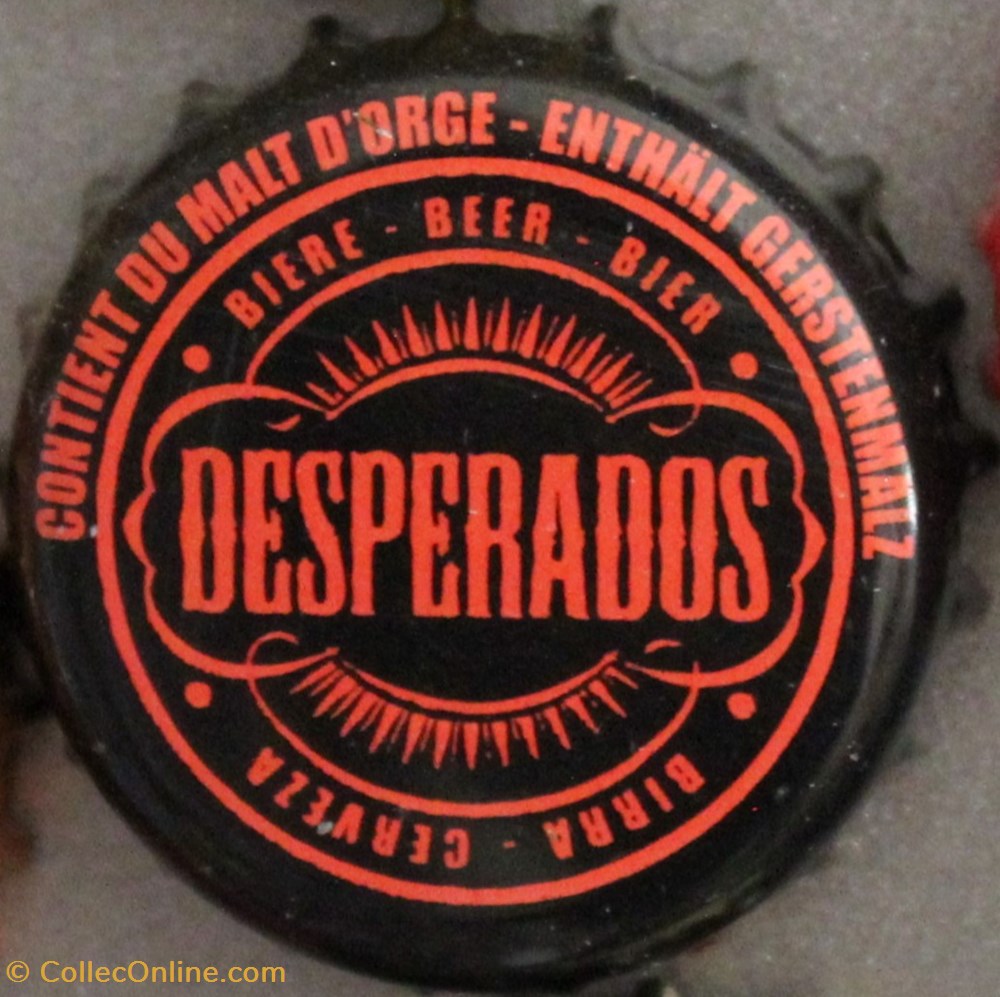 CONTIENT DU MALT D'ORGE - ENTHÄLT GERSTENMALZ
BIERE - BEER - BIER
DESPERADOS
BIRRA - CERVEZA
© CollecOnline.com